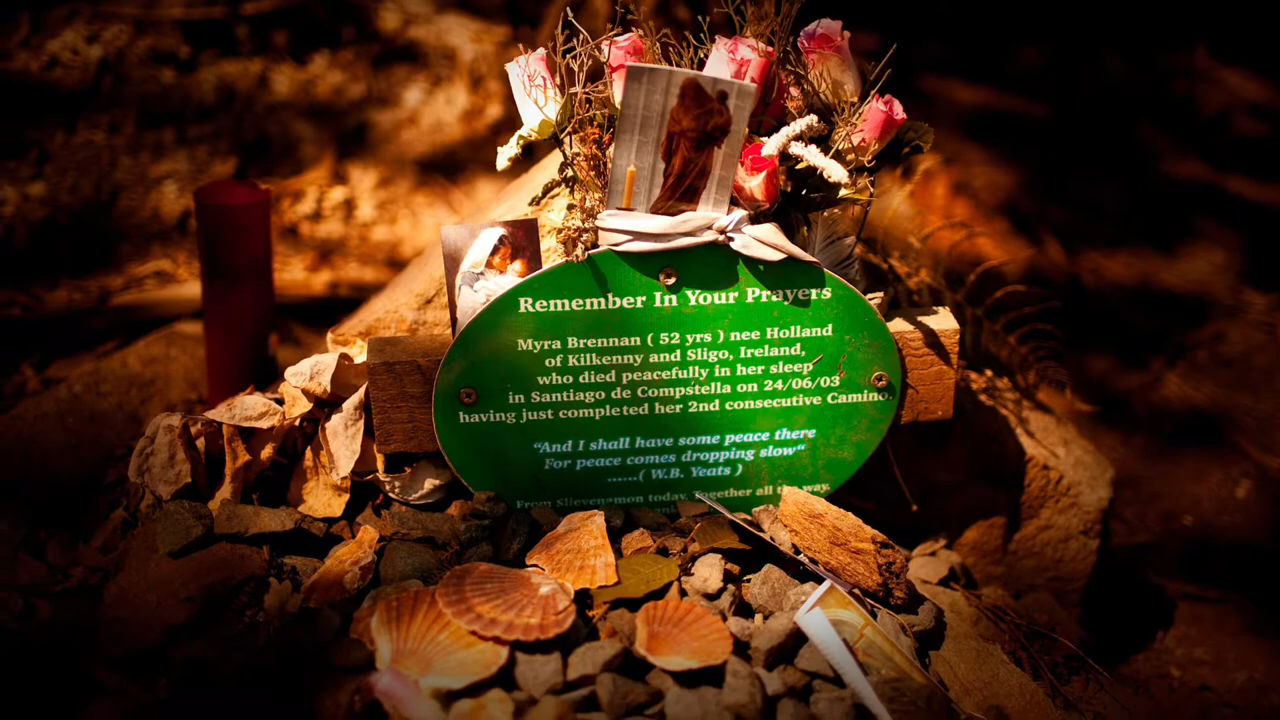 Remember In Your Prayers
Myra Brennan ( 52 yrs ) nee Holland
of Kilkenny and Sligo, Ireland,
who died peacefully in her sleep
in Santiago de Compstella on 24/06/03
having just completed her 2nd consecutive Camino.
“And I shall have some peace there
For peace comes dropping slow“
......( W.B. Yeats )
From Slievenamon today, together all the way.